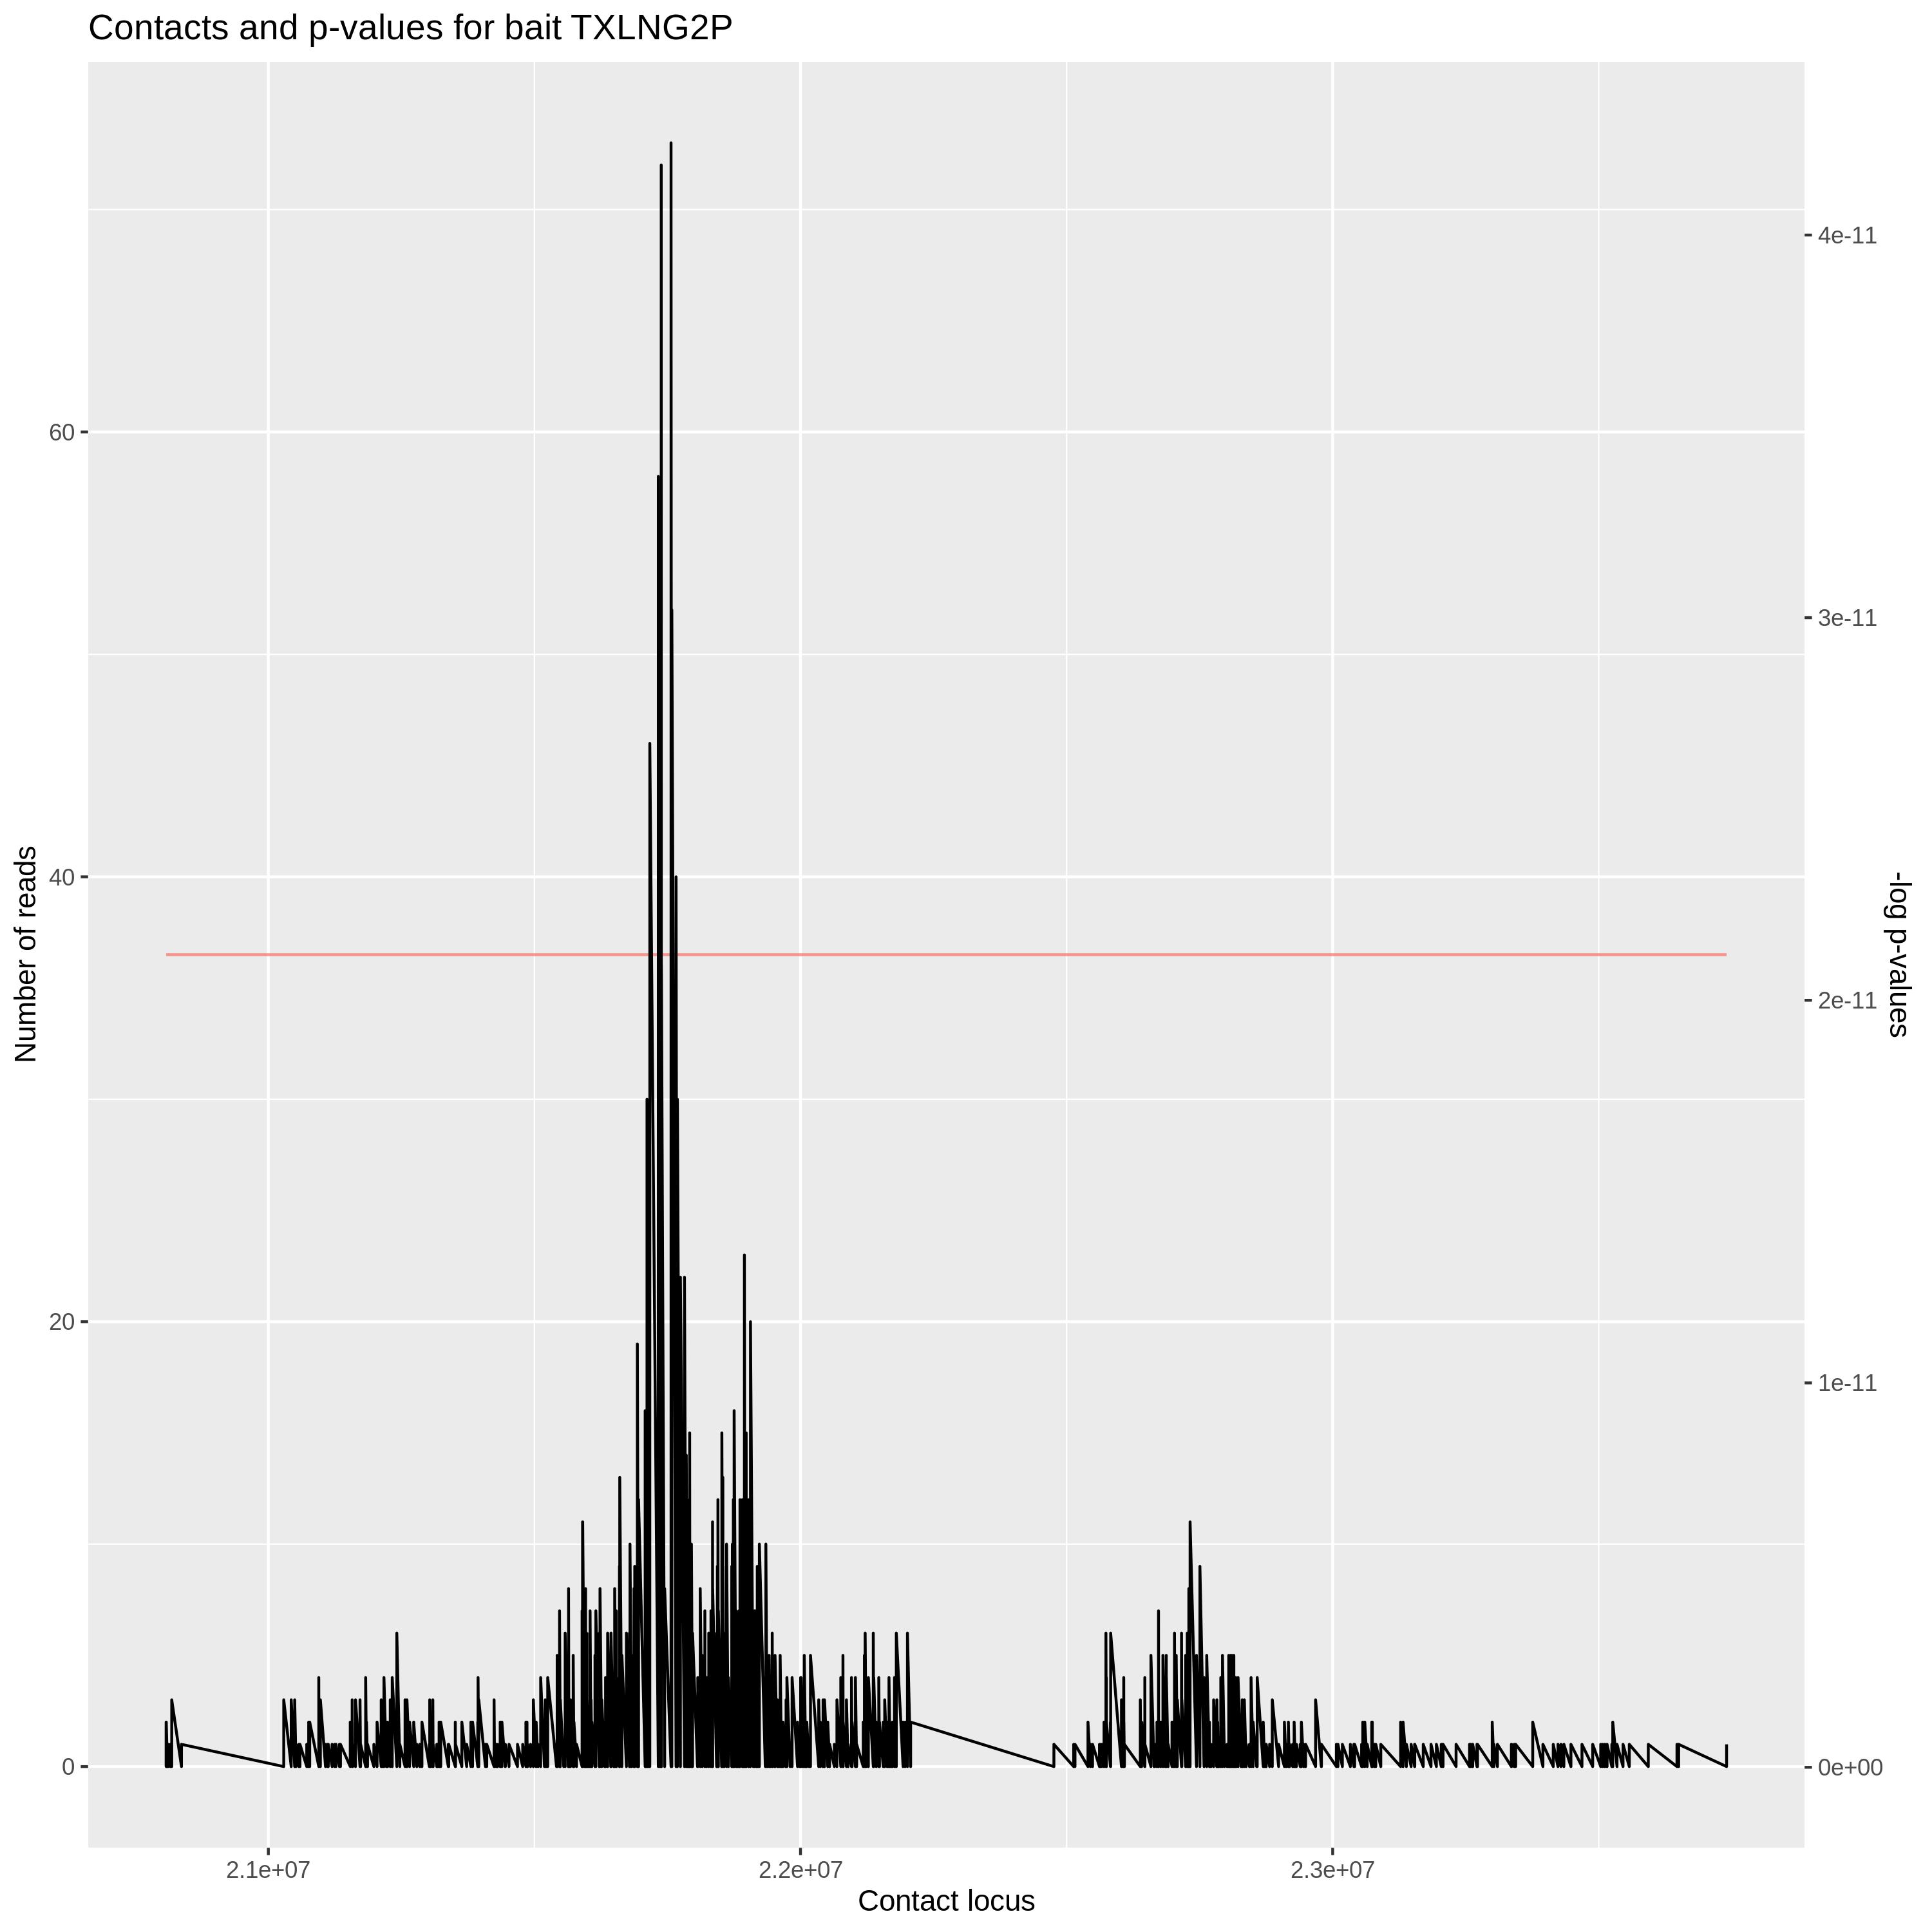 Contacts and p-values for bait TXLNG2P
Number of reads
60
40
20
0
4e-11
3e-11
2e-11
1e-11
0e+00
-log p-values
2.1e+07
2.2e+07
2.3e+07
Contact locus